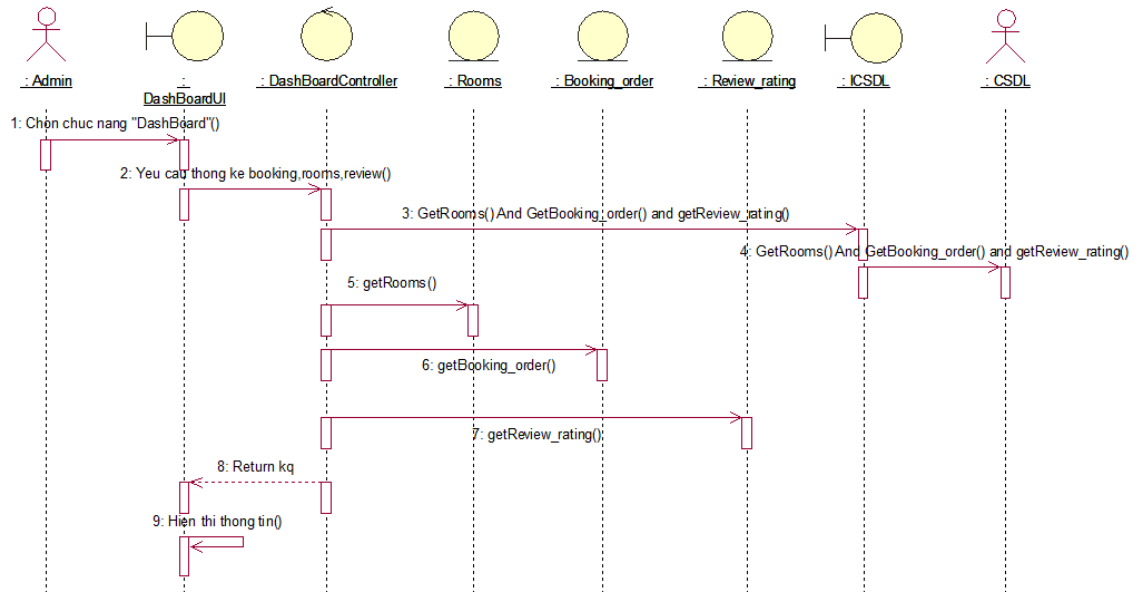 : Admin
:
DashBoardUI
: DashBoardController
: Rooms
: Booking_order
: Review_rating
: ICSDL
: CSDL
1: Chon chuc nang "DashBoard"()
2: Yeu cau thong ke booking,rooms,review()
3: GetRooms() And GetBooking_order() and getReview_rating()
4: GetRooms() And GetBooking_order() and getReview_rating()
5: getRooms()
6: getBooking_order()
7: getReview_rating()
8: Return kq
9: Hien thi thong tin()